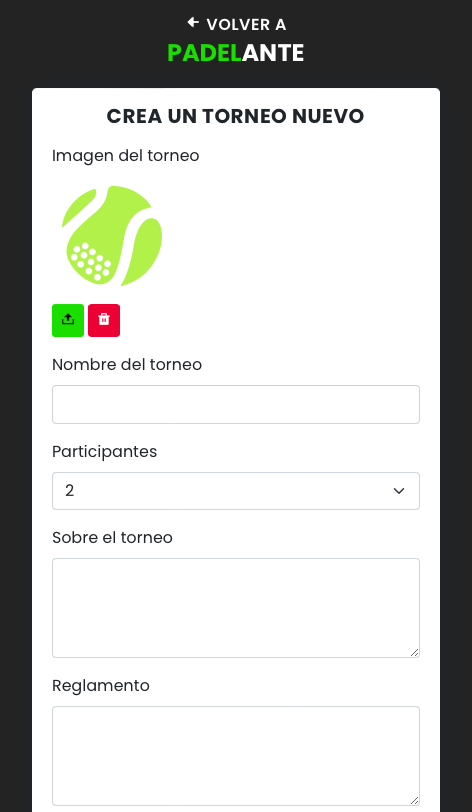 VOLVER A
PADELANTE
CREA UN TORNEO NUEVO
Imagen del torneo
Nombre del torneo
Participantes
2
Sobre el torneo
Reglamento